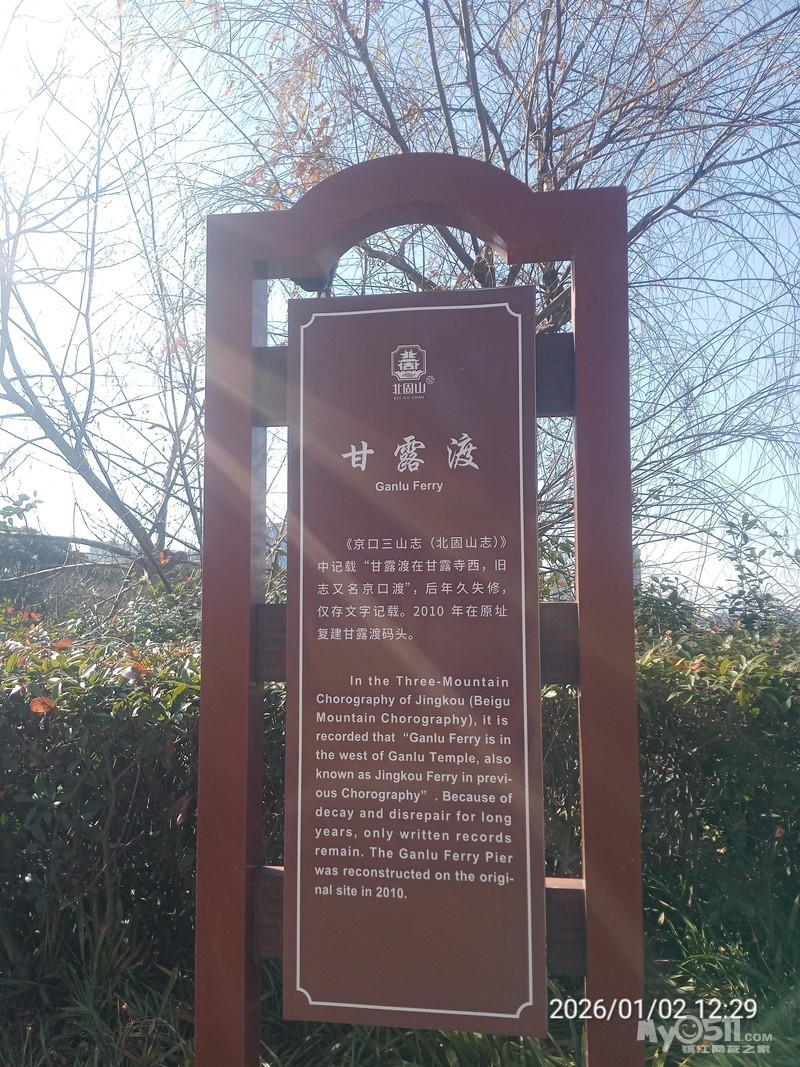 北固山
BEI GU SHAN
甘露渡
Ganlu Ferry
《京口三山志（北固山志）》
中记载“甘露渡在甘露寺西，旧
志又名京口渡”，后年久失修，
仅存文字记载。2010 年在原址
复建甘露渡码头。
In the Three-Mountain
Chorography of Jingkou (Beigu
Mountain Chorography), it is
recorded that “Ganlu Ferry is in
the west of Ganlu Temple, also
known as Jingkou Ferry in previ-
ous Chorography” . Because of
decay and disrepair for long
years, only written records
remain. The Ganlu Ferry Pier
was reconstructed on the origi-
nal site in 2010.
2026/01/02 12:29
MY0511.COM
镇江网友之家